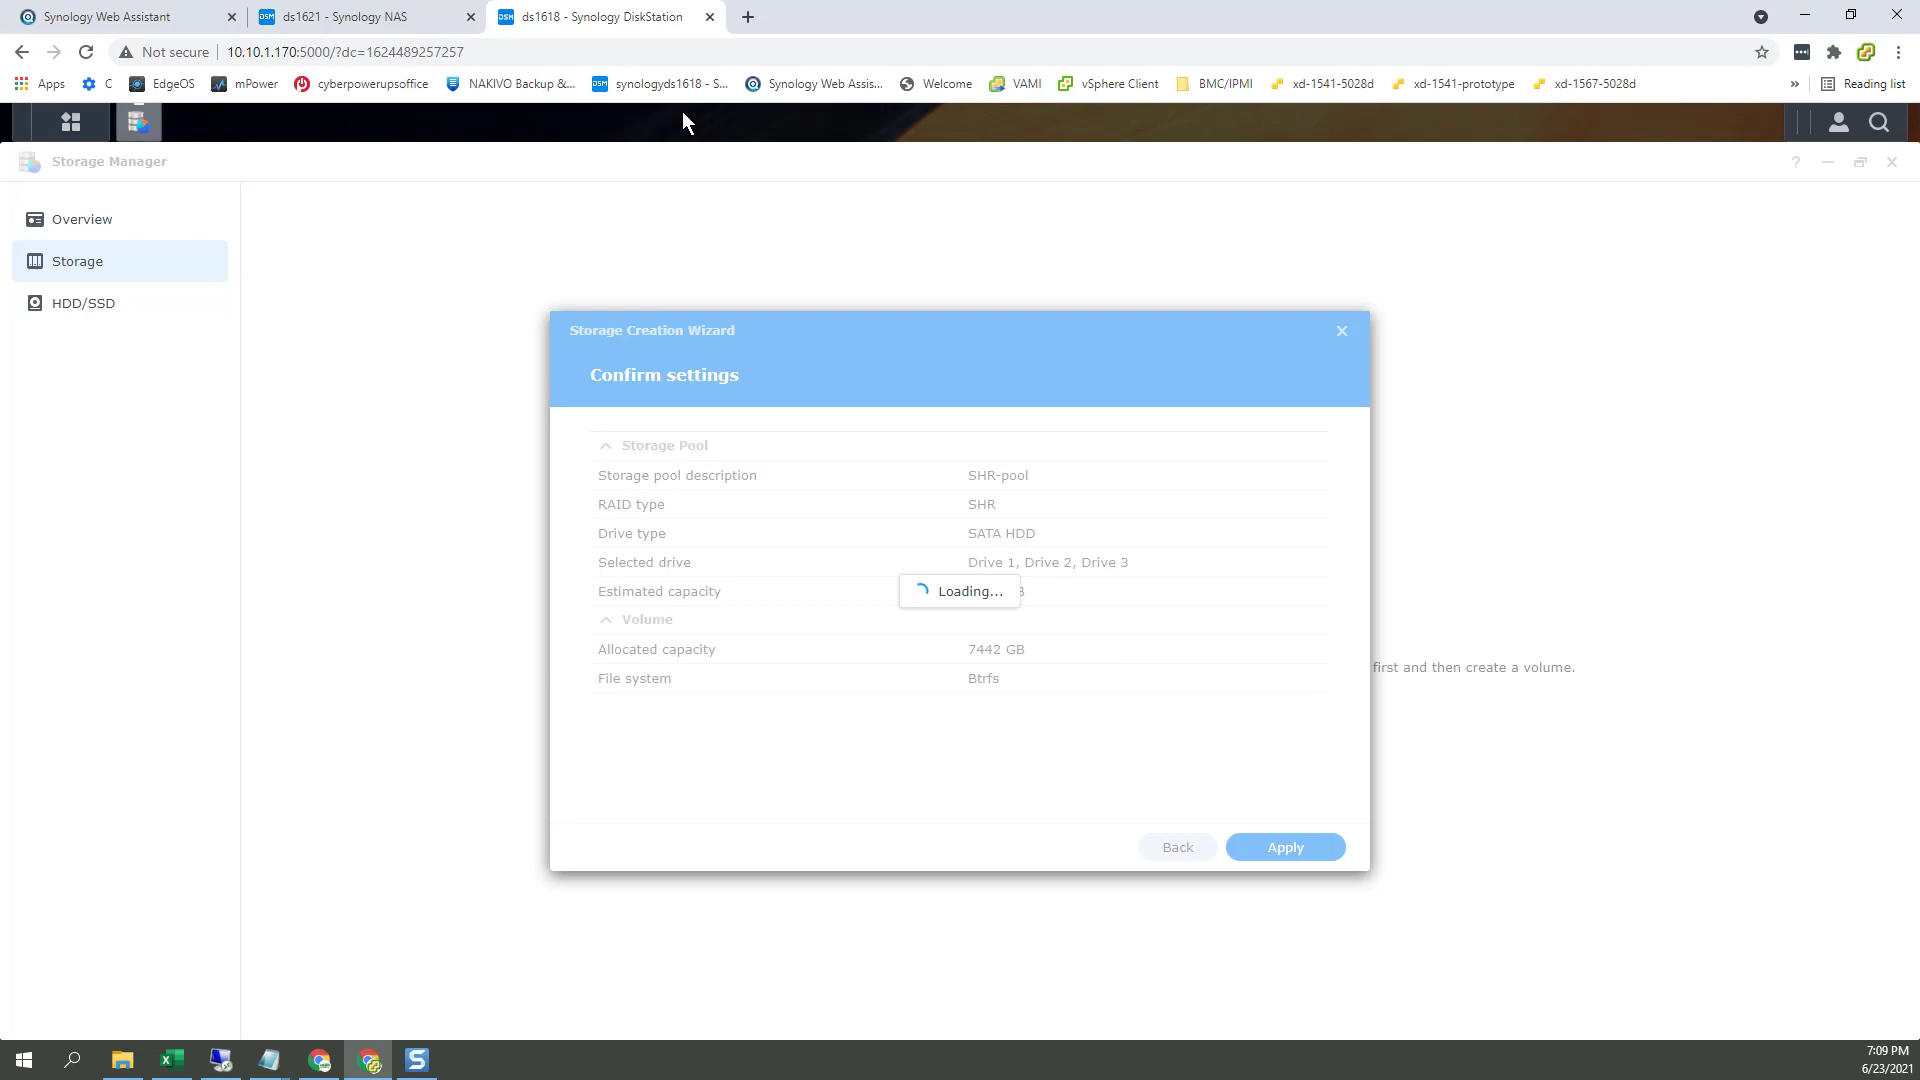 Synology Web Assistant
ds1621 - Synology NAS
ds1618 - Synology DiskStation
Not secure
10.10.1.170:5000/?dc=1624489257257
Apps
C
EdgeOS
mPower
cyberpowerupsoffice
NAKIVO Backup &...
synologyds1618 - S...
Synology Web Assis...
Welcome
VAMI
vSphere Client
BMC/IPMI
xd-1541-5028d
xd-1541-prototype
xd-1567-5028d
»
Reading list
Storage Manager
?
Overview
Storage
HDD/SSD
Storage Creation Wizard
Confirm settings
Storage Pool
Storage pool description SHR-pool
RAID type SHR
Drive type SATA HDD
Selected drive Drive 1, Drive 2, Drive 3
Estimated capacity
Loading...
Volume
Allocated capacity 7442 GB
File system Btrfs
first and then create a volume.
Back
Apply
7:09 PM
6/23/2021